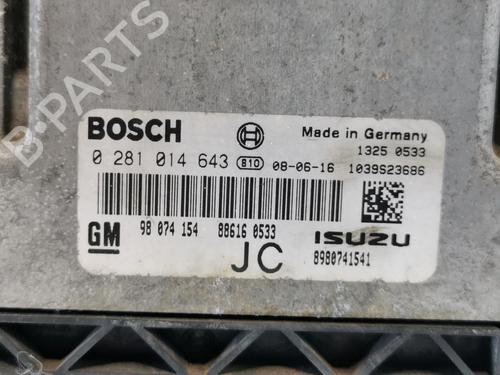 B-PARTS
BOSCH
Made in Germany
1325 0533
0 281 014 643 810 08-06-16 1039S23686
GM 98 074 154 88616 0533 ISUZU
JC 8980741541